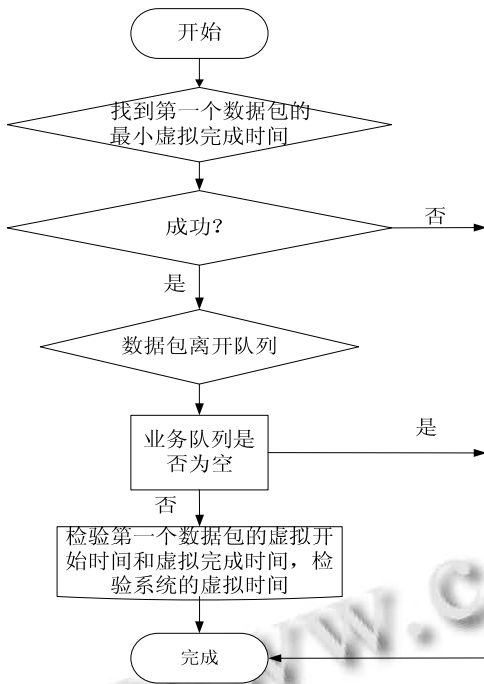 开始
找到第一个数据包的
最小虚拟完成时间
成功？
否
是
数据包离开队列
业务队列是
否为空
是
否
检验第一个数据包的虚拟开
始时间和虚拟完成时间，检
验系统的虚拟时间
完成
www.c